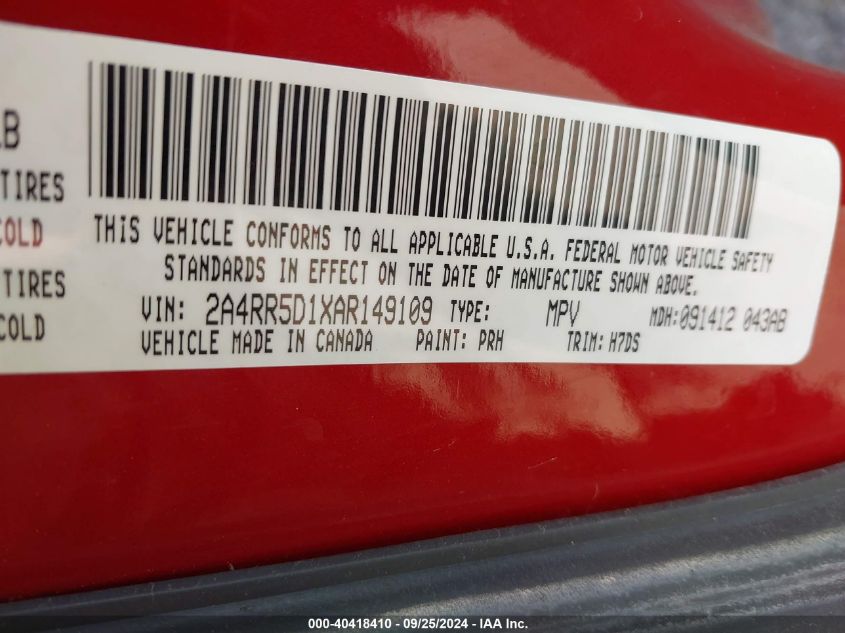 LB
TIRES
COLD
TIRES
COLD
THIS VEHICLE CONFORMS TO ALL APPLICABLE U.S.A. FEDERAL MOTOR VEHICLE SAFETY
STANDARDS IN EFFECT ON THE DATE OF MANUFACTURE SHOWN ABOVE.
VIN: 2A4RR5D1XAR149109 TYPE: MPV MDH:091412 043AB
VEHICLE MADE IN CANADA PAINT: PRH TRIM: H7DS
000-40418410 - 09/25/2024 - IAA Inc.